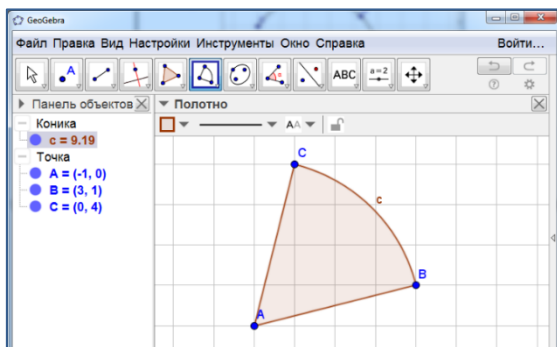 GeoGebra
Файл Правка Вид Настройки Инструменты Окно Справка Войти...
ABC
a=2
Панель объектов
Полотно
Коника
c = 9.19
Точка
A = (-1, 0)
B = (3, 1)
C = (0, 4)
AA
C
c
B
A